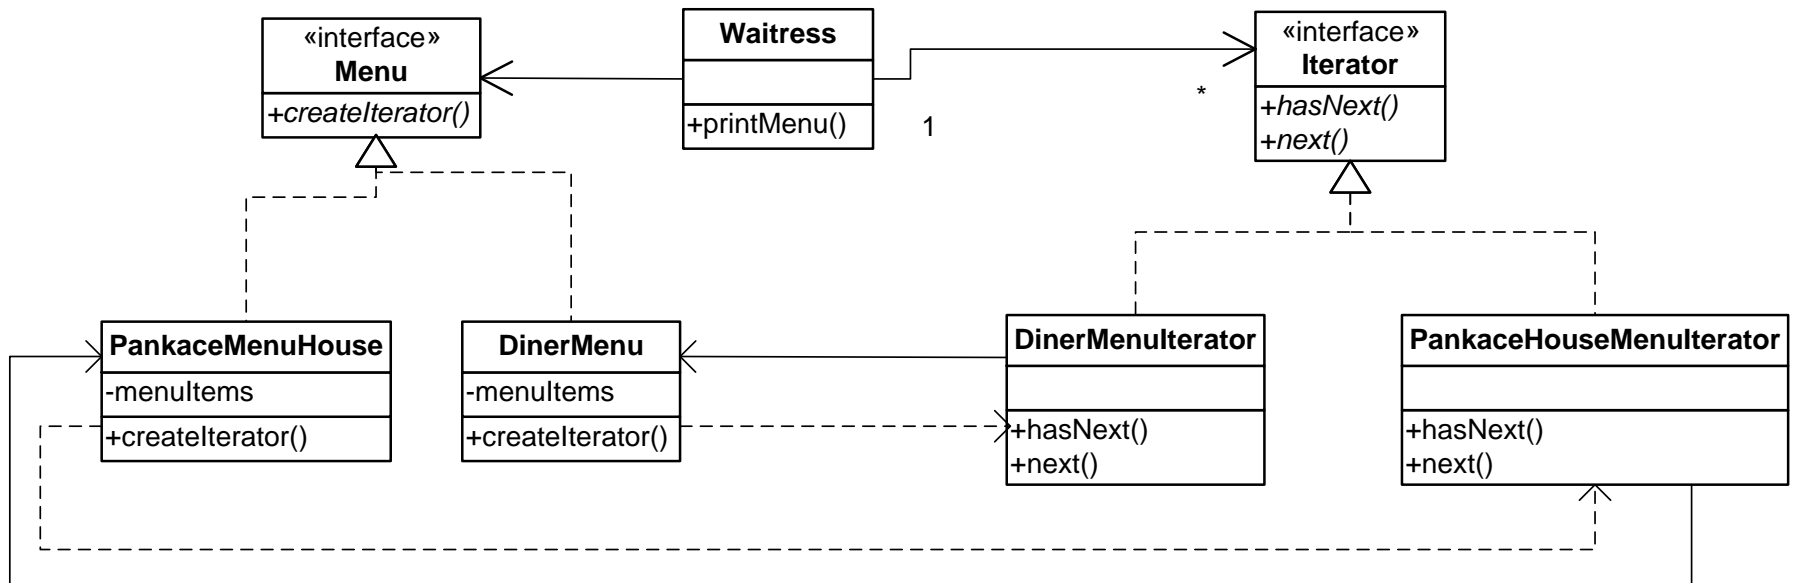 «interface»
Menu
+createIterator()
Waitress
+printMenu()
1
*
«interface»
Iterator
+hasNext()
+next()
PankaceMenuHouse
-menuItems
+createIterator()
DinerMenu
-menuItems
+createIterator()
DinerMenuIterator
+hasNext()
+next()
PankaceHouseMenuIterator
+hasNext()
+next()